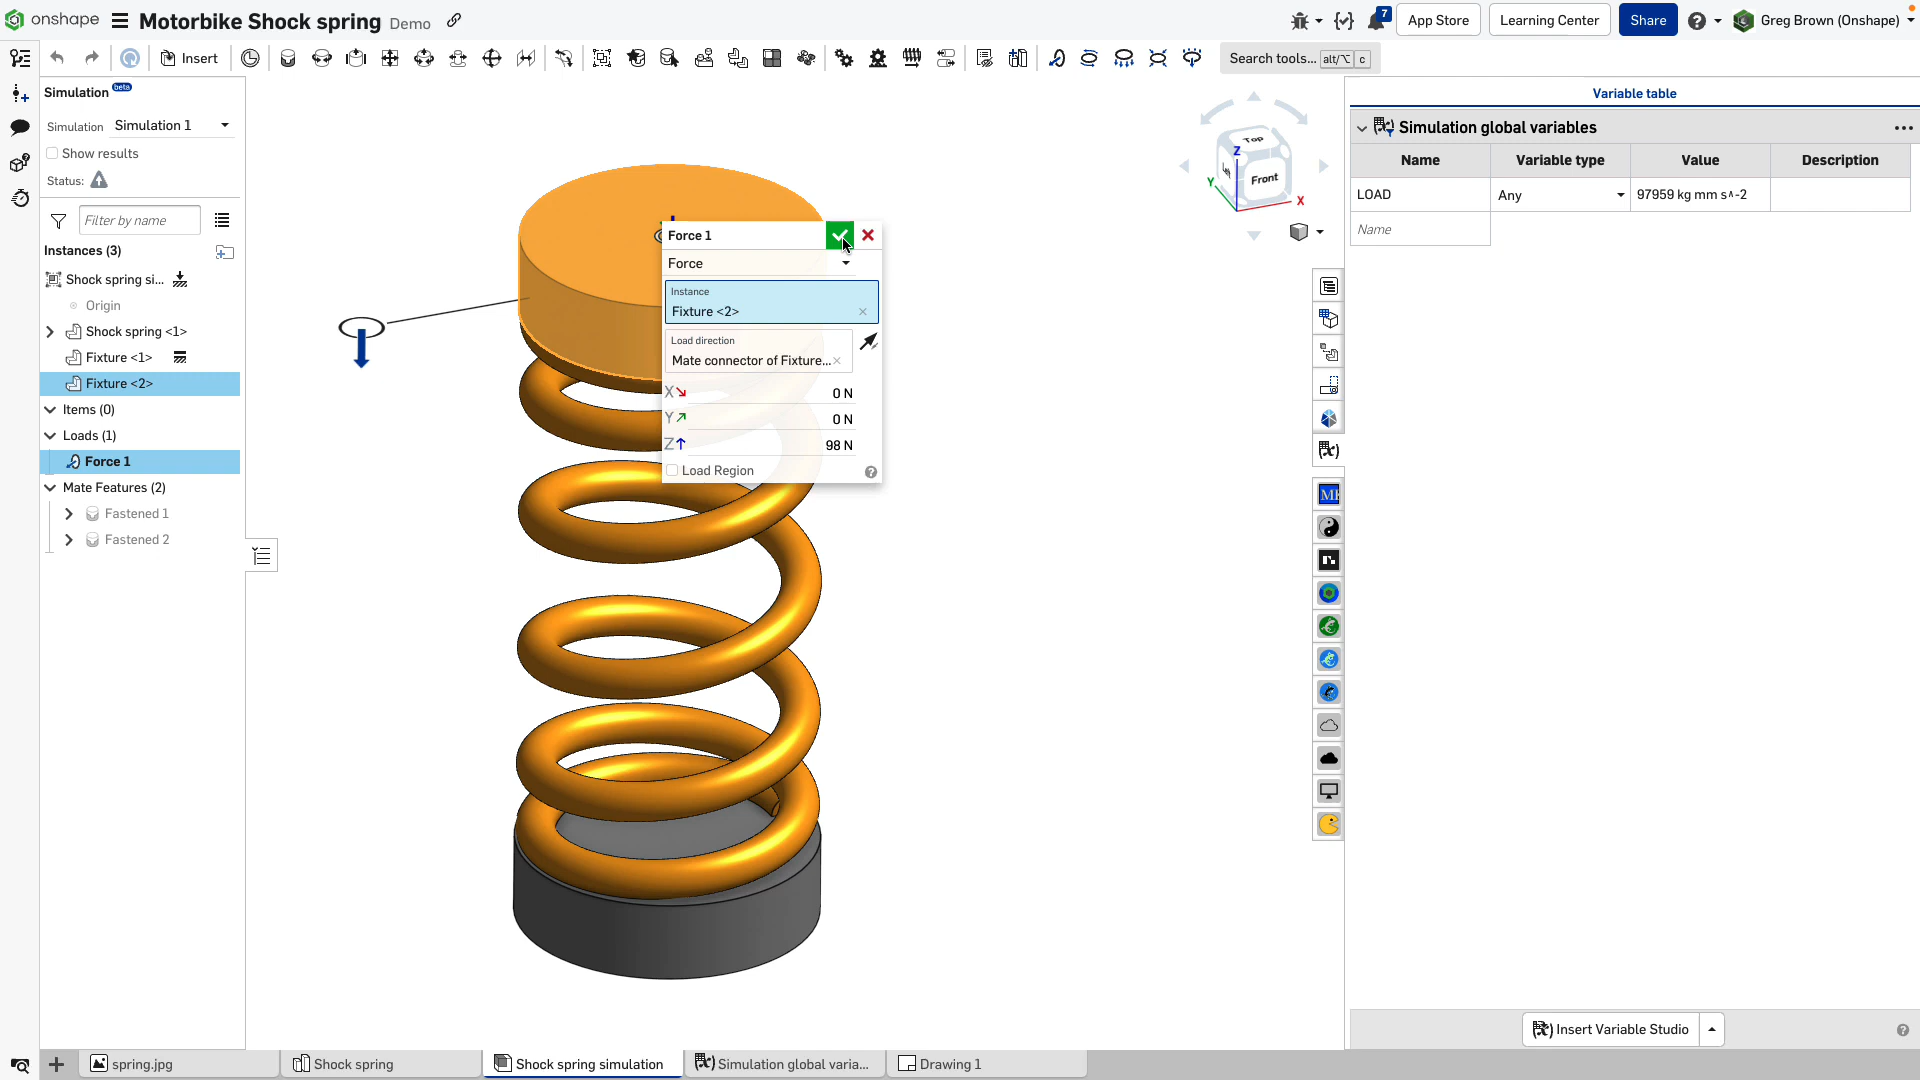 onshape
Motorbike Shock spring
Demo
7
App Store
Learning Center
Share
Greg Brown (Onshape)
Insert
Search tools...
alt/⌥
c
Simulation beta
Simulation
Simulation 1
Show results
Status:
Filter by name
Instances (3)
Shock spring si...
Origin
Shock spring <1>
Fixture <1>
Fixture <2>
Items (0)
Loads (1)
Force 1
Mate Features (2)
Fastened 1
Fastened 2
Force 1
Force
Instance
Fixture <2>
Load direction
Mate connector of Fixture...
X
0 N
Y
0 N
Z
98 N
Load Region
Top
Front
Z
Y
X
Variable table
Simulation global variables
Name
Variable type
Value
Description
LOAD
Any
97959 kg mm s^-2
Name
Insert Variable Studio
spring.jpg
Shock spring
Shock spring simulation
Simulation global varia...
Drawing 1